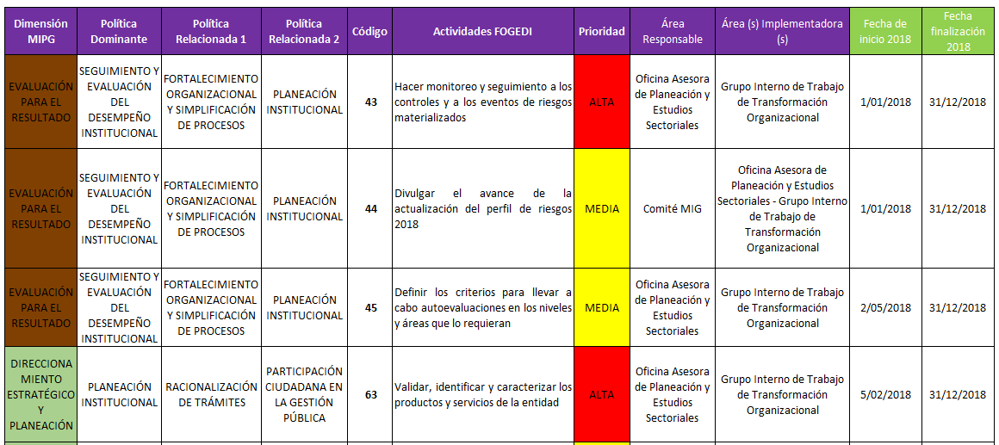 Dimensión
MIPG
Política
Dominante
Política
Relacionada 1
Política
Relacionada 2
Código
Actividades FOGEDI
Prioridad
Área
Responsable
Área (s) Implementadora
(s)
Fecha de
inicio 2018
Fecha
finalización
2018
EVALUACIÓN
PARA EL
RESULTADO
SEGUIMIENTO Y
EVALUACIÓN
DEL
DESEMPEÑO
INSTITUCIONAL
FORTALECIMIENTO
ORGANIZACIONAL
Y SIMPLIFICACIÓN
DE PROCESOS
PLANEACIÓN
INSTITUCIONAL
43
Hacer monitoreo y seguimiento a los
controles y a los eventos de riesgos
materializados
ALTA
Oficina Asesora
de Planeación y
Estudios
Sectoriales
Grupo Interno de Trabajo
de Transformación
Organizacional
1/01/2018
31/12/2018
EVALUACIÓN
PARA EL
RESULTADO
SEGUIMIENTO Y
EVALUACIÓN
DEL
DESEMPEÑO
INSTITUCIONAL
FORTALECIMIENTO
ORGANIZACIONAL
Y SIMPLIFICACIÓN
DE PROCESOS
PLANEACIÓN
INSTITUCIONAL
44
Divulgar el avance de la
actualización del perfil de riesgos
2018
MEDIA
Comité MIG
Oficina Asesora de
Planeación y Estudios
Sectoriales - Grupo Interno
de Trabajo de
Transformación
Organizacional
1/01/2018
31/12/2018
EVALUACIÓN
PARA EL
RESULTADO
SEGUIMIENTO Y
EVALUACIÓN
DEL
DESEMPEÑO
INSTITUCIONAL
FORTALECIMIENTO
ORGANIZACIONAL
Y SIMPLIFICACIÓN
DE PROCESOS
PLANEACIÓN
INSTITUCIONAL
45
Definir los criterios para llevar a
cabo autoevaluaciones en los niveles
y áreas que lo requieran
MEDIA
Oficina Asesora
de Planeación y
Estudios
Sectoriales
Grupo Interno de Trabajo
de Transformación
Organizacional
2/05/2018
31/12/2018
DIRECCIONA
MIENTO
ESTRATÉGICO
Y
PLANEACIÓN
PLANEACIÓN
INSTITUCIONAL
RACIONALIZACIÓN
DE TRÁMITES
PARTICIPACIÓN
CIUDADANA EN
LA GESTIÓN
PÚBLICA
63
Validar, identificar y caracterizar los
productos y servicios de la entidad
ALTA
Oficina Asesora
de Planeación y
Estudios
Sectoriales
Grupo Interno de Trabajo
de Transformación
Organizacional
5/02/2018
31/12/2018